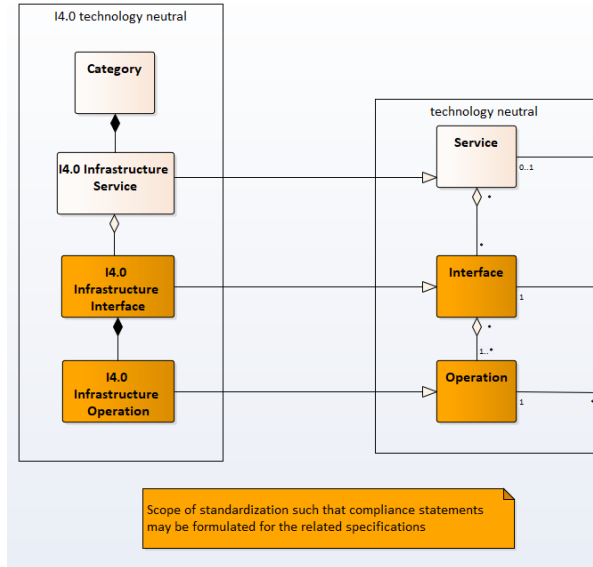 I4.0 technology neutral
Category
technology neutral
Service
0..1
I4.0 Infrastructure
Service
*
*
I4.0
Infrastructure
Interface
Interface
1
*
1..*
I4.0
Infrastructure
Operation
Operation
1
*
Scope of standardization such that compliance statements
may be formulated for the related specifications